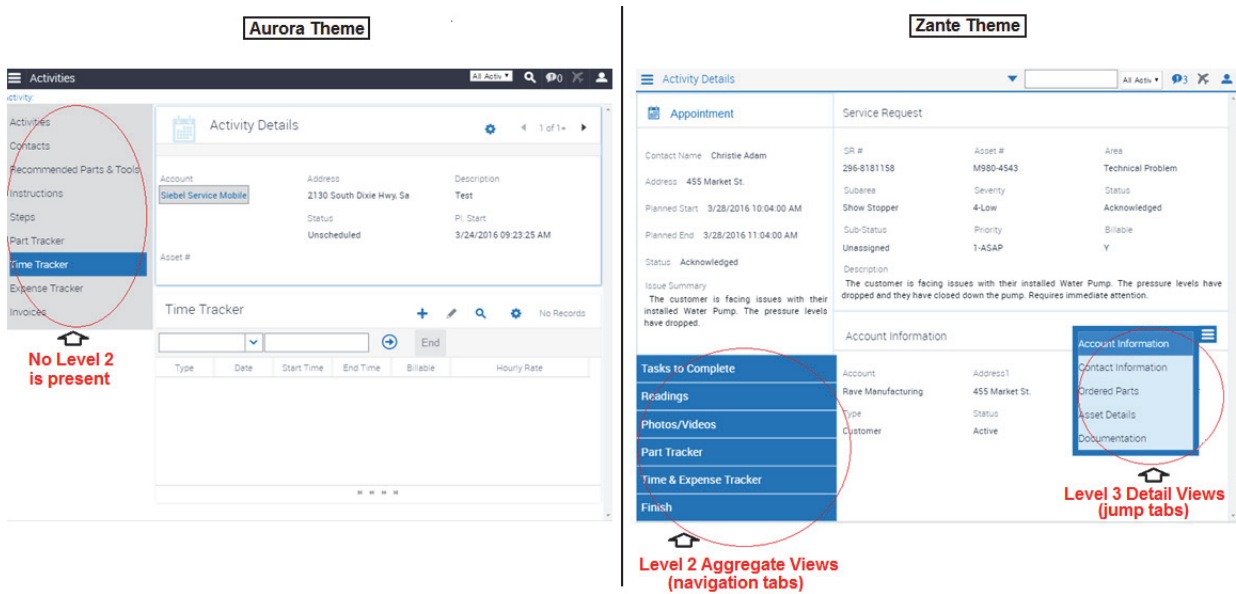 Aurora Theme
Activities
All Activ
0
Activity:
Activities
Contacts
Recommended Parts & Tools
Instructions
Steps
Part Tracker
Time Tracker
Expense Tracker
Invoices
No Level 2
is present
Activity Details
1 of 1+
Account
Address
Description
Siebel Service Mobile
2130 South Dixie Hwy, Sa
Test
Status
Pl. Start
Unscheduled
3/24/2016 09:23:25 AM
Asset #
Time Tracker
No Records
End
Type Date Start Time End Time Billable Hourly Rate
Zante Theme
Activity Details
All Activ
3
Appointment
Contact Name Christie Adam
Address 455 Market St.
Planned Start 3/28/2016 10:04:00 AM
Planned End 3/28/2016 11:04:00 AM
Status Acknowledged
Issue Summary
The customer is facing issues with their
installed Water Pump. The pressure levels
have dropped.
Tasks to Complete
Readings
Photos/Videos
Part Tracker
Time & Expense Tracker
Finish
Level 2 Aggregate Views
(navigation tabs)
Service Request
SR # Asset # Area
296-8181158 M980-4543 Technical Problem
Subarea Severity Status
Show Stopper 4-Low Acknowledged
Sub-Status Priority Billable
Unassigned 1-ASAP Y
Description
The customer is facing issues with their installed Water Pump. The pressure levels have
dropped and they have closed down the pump. Requires immediate attention.
Account Information
Account Address1
Rave Manufacturing 455 Market St.
Type Status
Customer Active
Account Information
Contact Information
Ordered Parts
Asset Details
Documentation
Level 3 Detail Views
(jump tabs)